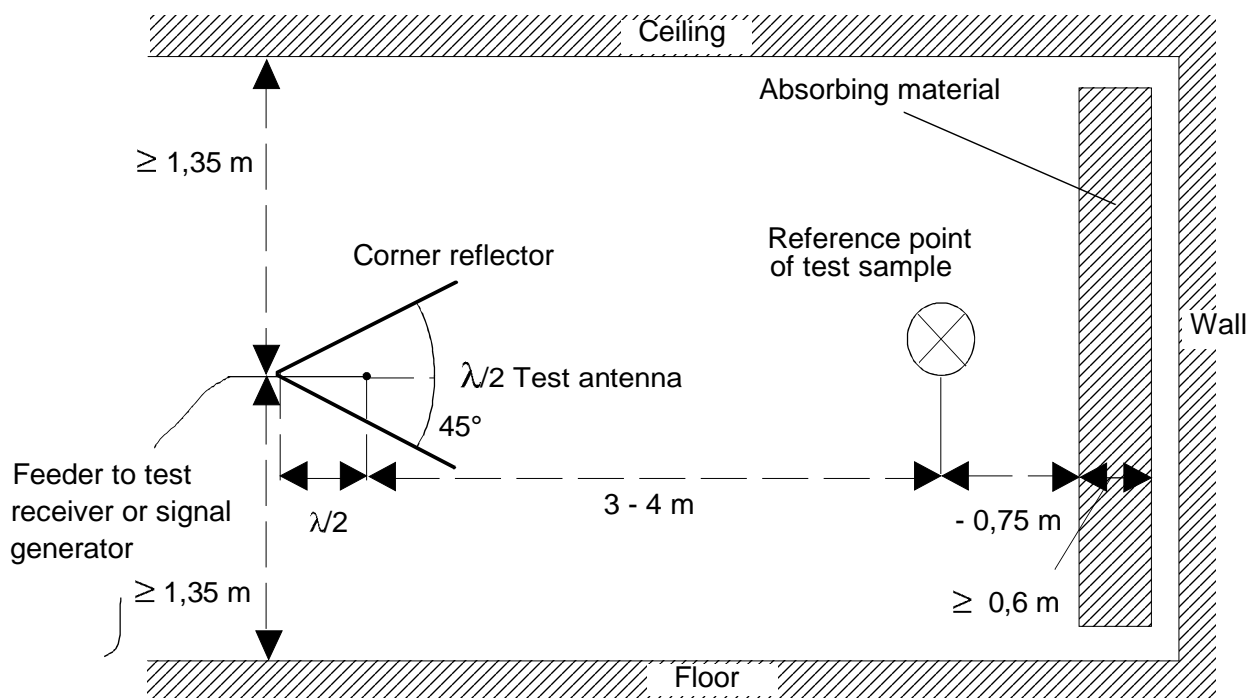 Ceiling
Absorbing material
≥ 1,35 m
Corner reflector
Reference point
of test sample
Wall
λ/2 Test antenna
45°
Feeder to test
receiver or signal
generator
λ/2
3 - 4 m
- 0,75 m
≥ 1,35 m
≥ 0,6 m
Floor